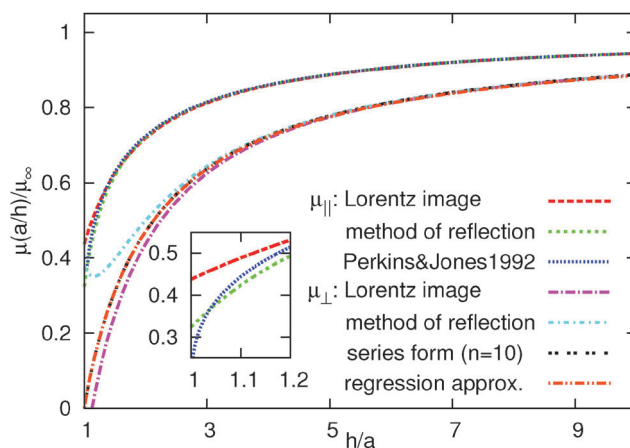 μ(a/h)/μ∞
1
0.8
0.6
0.4
0.2
0
μ||: Lorentz image
method of reflection
Perkins&Jones1992
μ⊥: Lorentz image
method of reflection
series form (n=10)
regression approx.
0.5
0.4
0.3
1 1.1 1.2
1 3 5 7 9
h/a